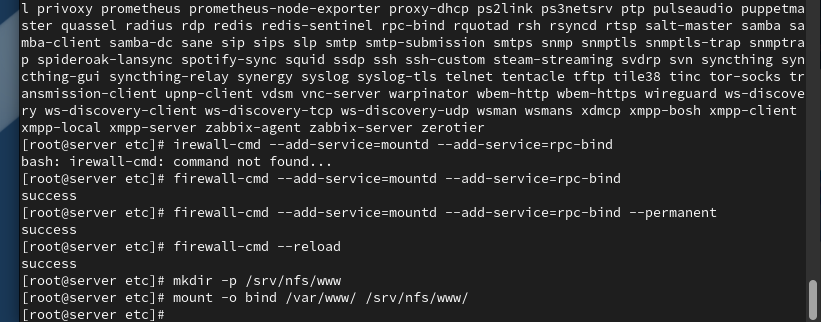 l privoxy prometheus prometheus-node-exporter proxy-dhcp ps2link ps3netsrv ptp pulseaudio puppetma
ster quassel radius rdp redis redis-sentinel rpc-bind rquotad rsh rsyncd rtsp salt-master samba sa
mba-client samba-dc sane sip sips slp smtp smtp-submission smtps snmp snmptls snmptls-trap snmptra
p spideroak-lansync spotify-sync squid ssdp ssh ssh-custom steam-streaming svdrp svn syncthing syn
cthing-gui syncthing-relay synergy syslog syslog-tls telnet tentacle tftp tile38 tinc tor-socks tr
ansmission-client upnp-client vdsm vnc-server warpinator wbem-http wbem-https wireguard ws-discove
ry ws-discovery-client ws-discovery-tcp ws-discovery-udp wsman wsmans xdmcp xmpp-bosh xmpp-client
xmpp-local xmpp-server zabbix-agent zabbix-server zerotier
[root@server etc]# irewall-cmd --add-service=mountd --add-service=rpc-bind
bash: irewall-cmd: command not found...
[root@server etc]# firewall-cmd --add-service=mountd --add-service=rpc-bind
success
[root@server etc]# firewall-cmd --add-service=mountd --add-service=rpc-bind --permanent
success
[root@server etc]# firewall-cmd --reload
success
[root@server etc]# mkdir -p /srv/nfs/www
[root@server etc]# mount -o bind /var/www/ /srv/nfs/www/
[root@server etc]#